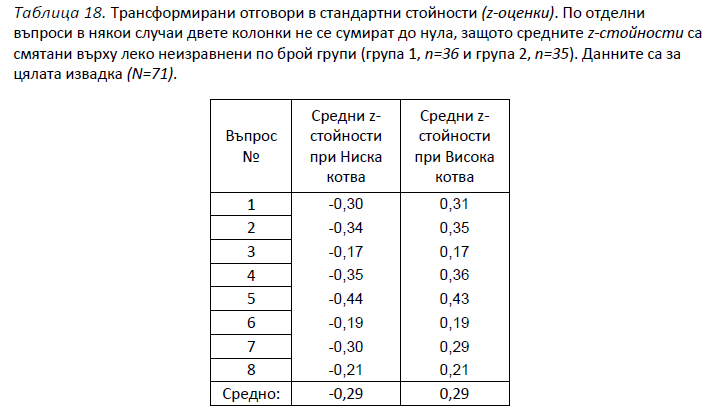 Таблица 18. Трансформирани отговори в стандартни стойности (z-оценки). По отделни
въпроси в някои случаи двете колонки не се сумират до нула, защото средните z-стойности са
смятани върху леко неизравнени по брой групи (група 1, n=36 и група 2, n=35). Данните са за
цялата извадка (N=71).
Въпрос № Средни z-стойности при Ниска котва Средни z-стойности при Висока котва
1 -0,30 0,31
2 -0,34 0,35
3 -0,17 0,17
4 -0,35 0,36
5 -0,44 0,43
6 -0,19 0,19
7 -0,30 0,29
8 -0,21 0,21
Средно: -0,29 0,29